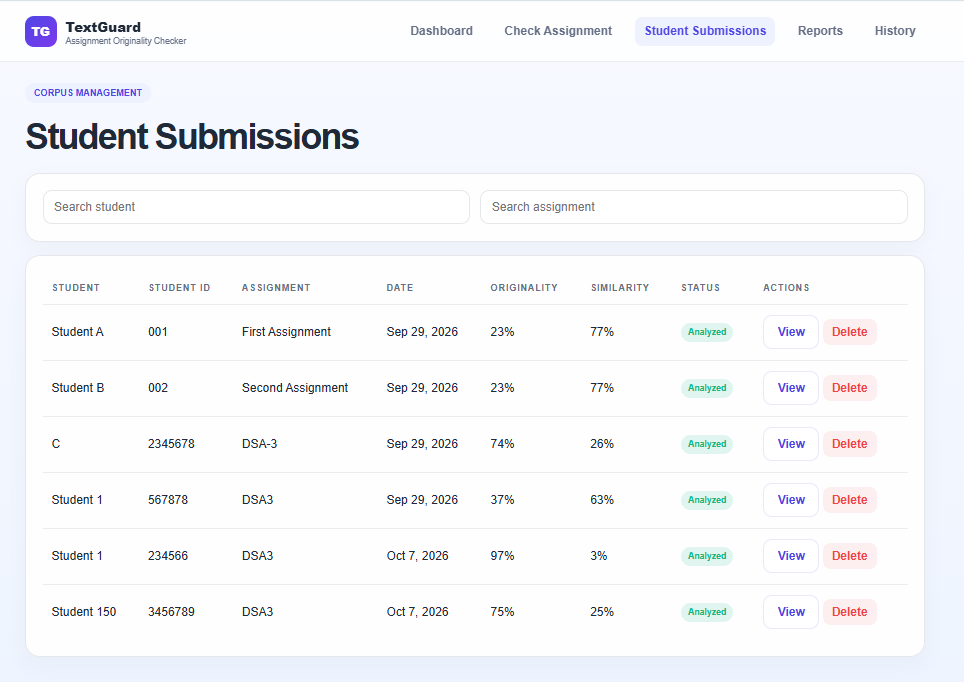 TG TextGuard
Assignment Originality Checker
Dashboard Check Assignment Student Submissions Reports History
CORPUS MANAGEMENT
Student Submissions
Search student Search assignment
STUDENT STUDENT ID ASSIGNMENT DATE ORIGINALITY SIMILARITY STATUS ACTIONS
Student A 001 First Assignment Sep 29, 2026 23% 77% Analyzed View Delete
Student B 002 Second Assignment Sep 29, 2026 23% 77% Analyzed View Delete
C 2345678 DSA-3 Sep 29, 2026 74% 26% Analyzed View Delete
Student 1 567878 DSA3 Sep 29, 2026 37% 63% Analyzed View Delete
Student 1 234566 DSA3 Oct 7, 2026 97% 3% Analyzed View Delete
Student 150 3456789 DSA3 Oct 7, 2026 75% 25% Analyzed View Delete